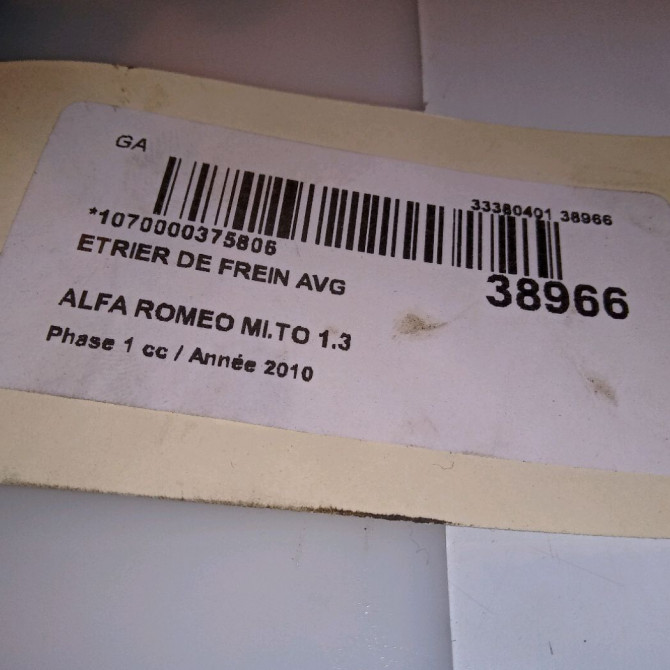 GA
33380401 38966
*1070000375806
38966
ETRIER DE FREIN AVG
ALFA ROMEO MI.TO 1.3
Phase 1 cc / Année 2010